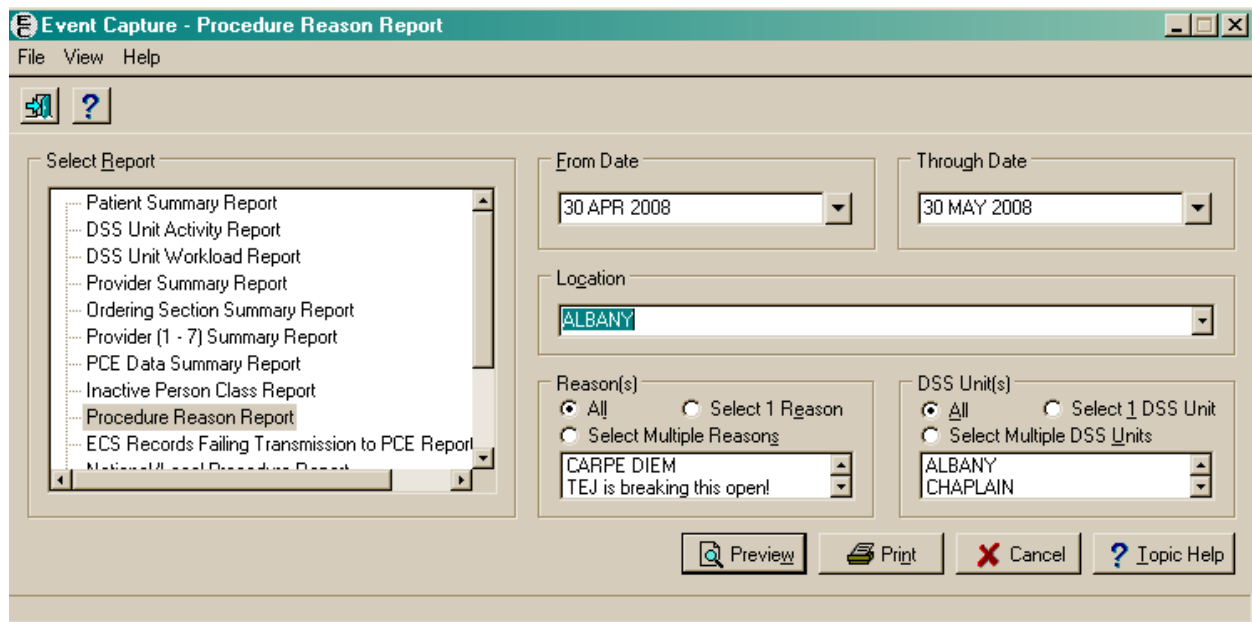 Event Capture - Procedure Reason Report
File View Help
Select Report
Patient Summary Report
DSS Unit Activity Report
DSS Unit Workload Report
Provider Summary Report
Ordering Section Summary Report
Provider (1 - 7) Summary Report
PCE Data Summary Report
Inactive Person Class Report
Procedure Reason Report
ECS Records Failing Transmission to PCE Report
National/Local Procedure Report
From Date
30 APR 2008
Through Date
30 MAY 2008
Location
ALBANY
Reason(s)
All Select 1 Reason
Select Multiple Reasons
CARPE DIEM
TEJ is breaking this open!
DSS Unit(s)
All Select 1 DSS Unit
Select Multiple DSS Units
ALBANY
CHAPLAIN
Preview Print Cancel Topic Help